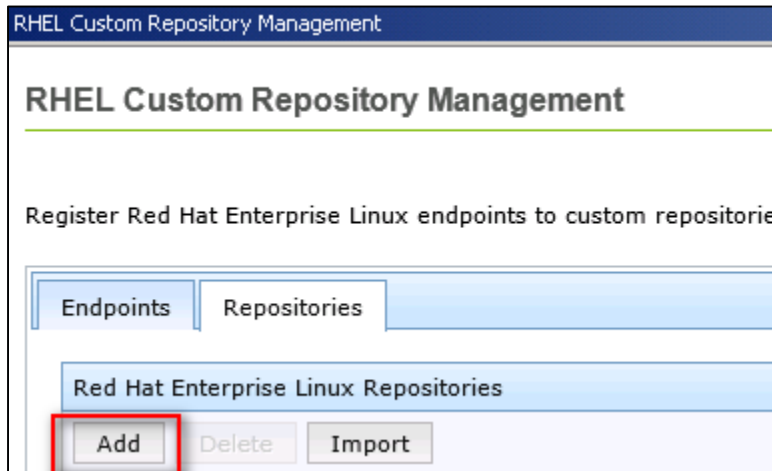 RHEL Custom Repository Management
RHEL Custom Repository Management
Register Red Hat Enterprise Linux endpoints to custom
Endpoints Repositories
Red Hat Enterprise Linux Repositories
Add Delete Import